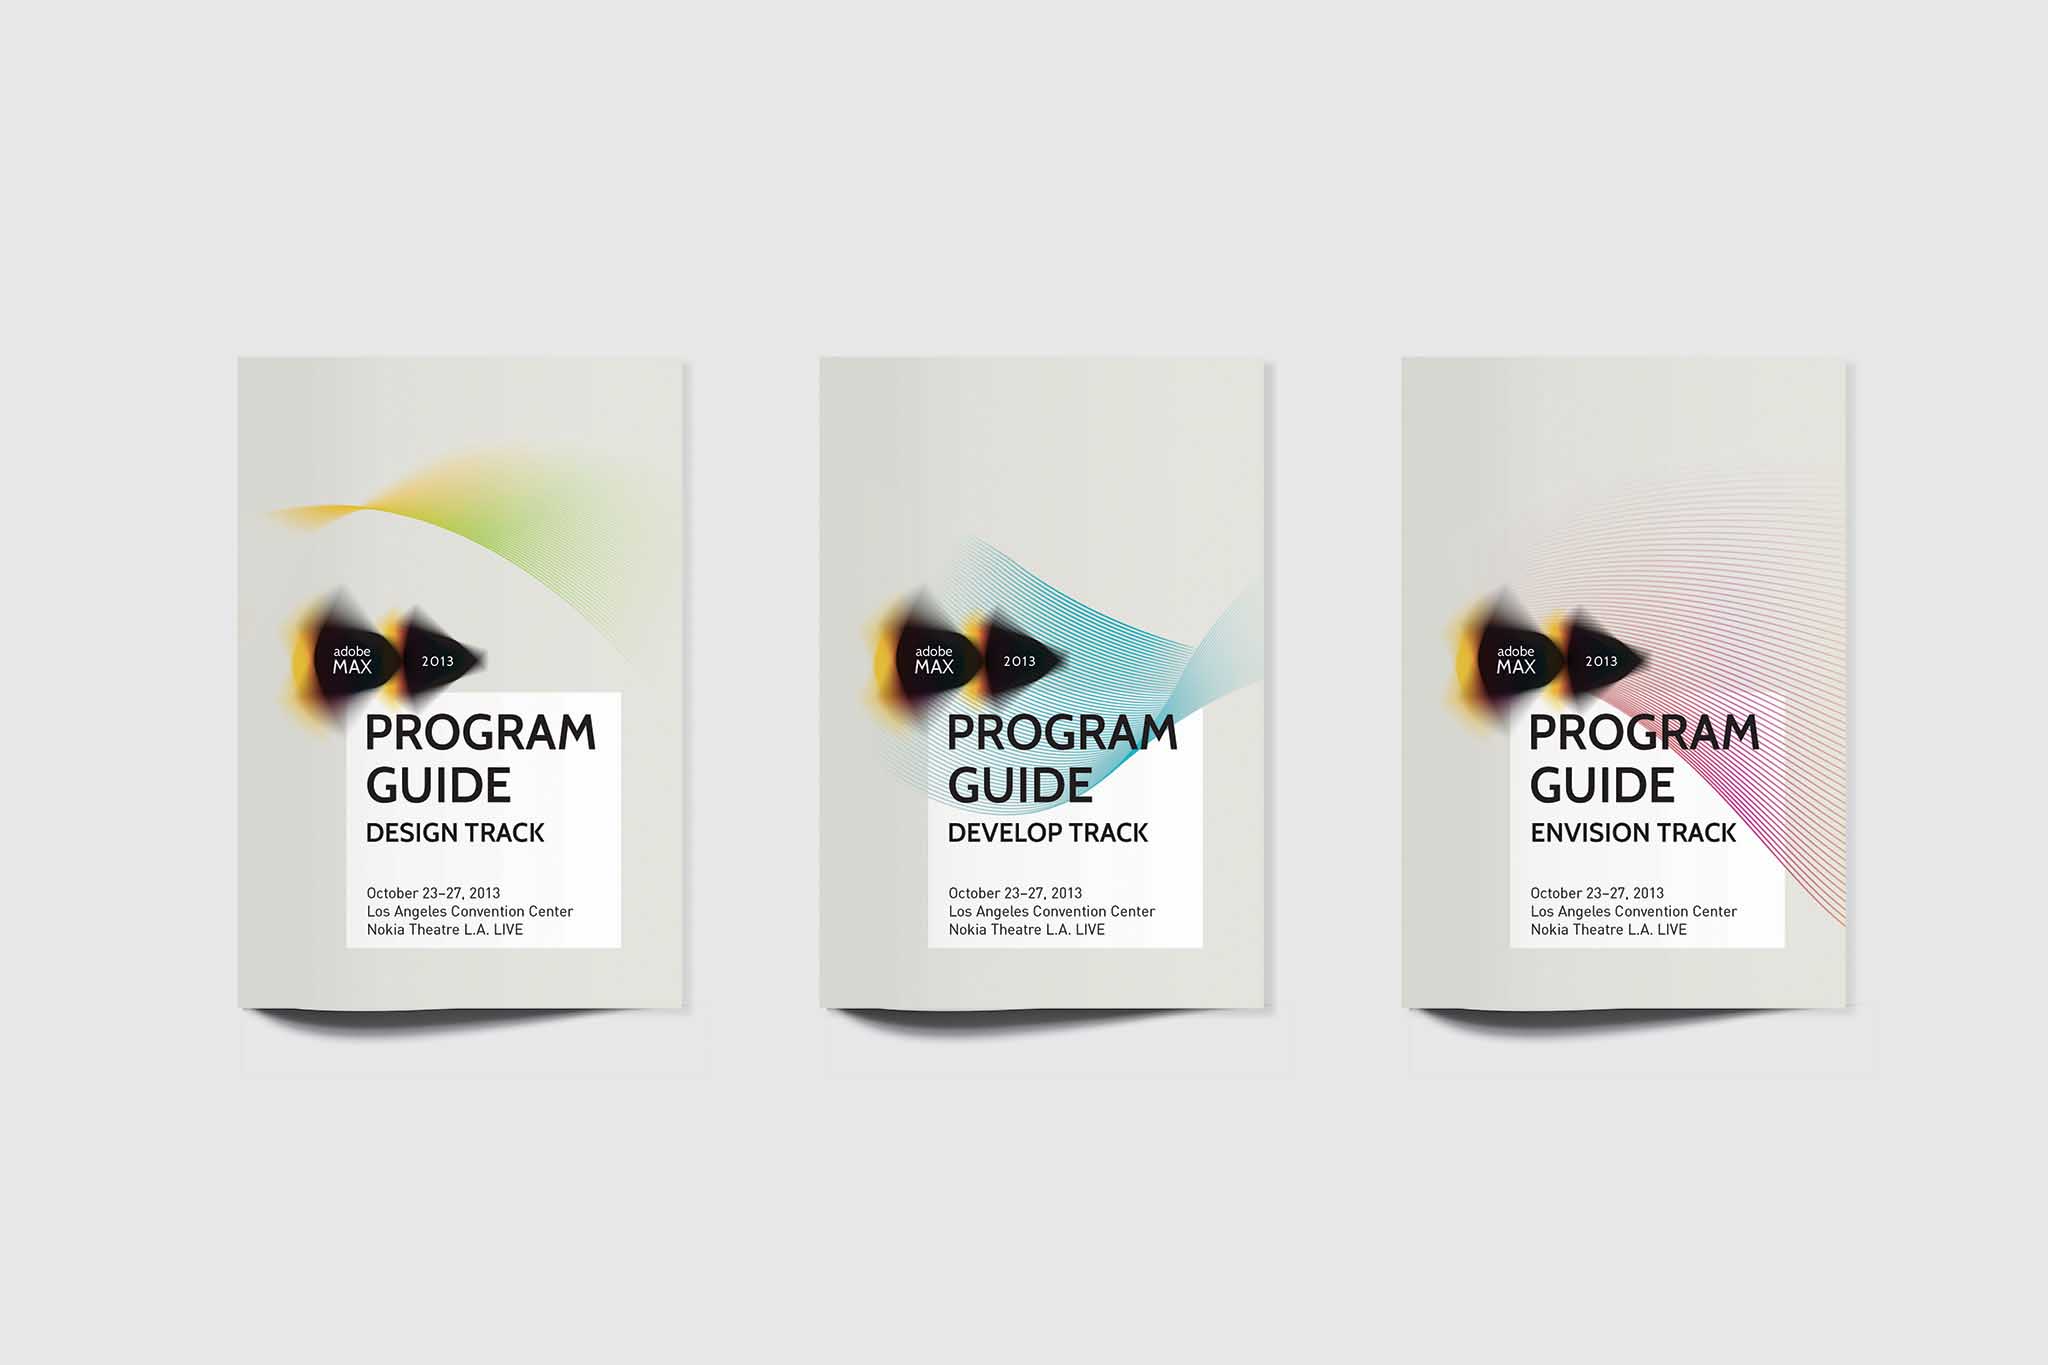 adobe
MAX
2013
PROGRAM
GUIDE
DESIGN TRACK
October 23–27, 2013
Los Angeles Convention Center
Nokia Theatre L.A. LIVE
adobe
MAX
2013
PROGRAM
GUIDE
DEVELOP TRACK
October 23–27, 2013
Los Angeles Convention Center
Nokia Theatre L.A. LIVE
adobe
MAX
2013
PROGRAM
GUIDE
ENVISION TRACK
October 23–27, 2013
Los Angeles Convention Center
Nokia Theatre L.A. LIVE